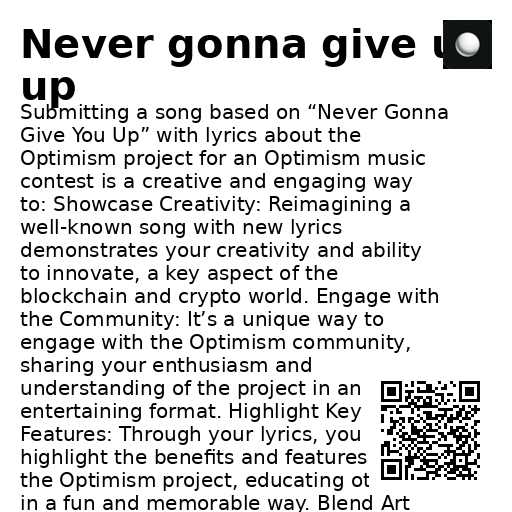 Never gonna give u
up
Submitting a song based on “Never Gonna
Give You Up” with lyrics about the
Optimism project for an Optimism music
contest is a creative and engaging way
to: Showcase Creativity: Reimagining a
well-known song with new lyrics
demonstrates your creativity and ability
to innovate, a key aspect of the
blockchain and crypto world. Engage with
the Community: It’s a unique way to
engage with the Optimism community,
sharing your enthusiasm and
understanding of the project in an
entertaining format. Highlight Key
Features: Through your lyrics, you
highlight the benefits and features
the Optimism project, educating ot
in a fun and memorable way. Blend Art